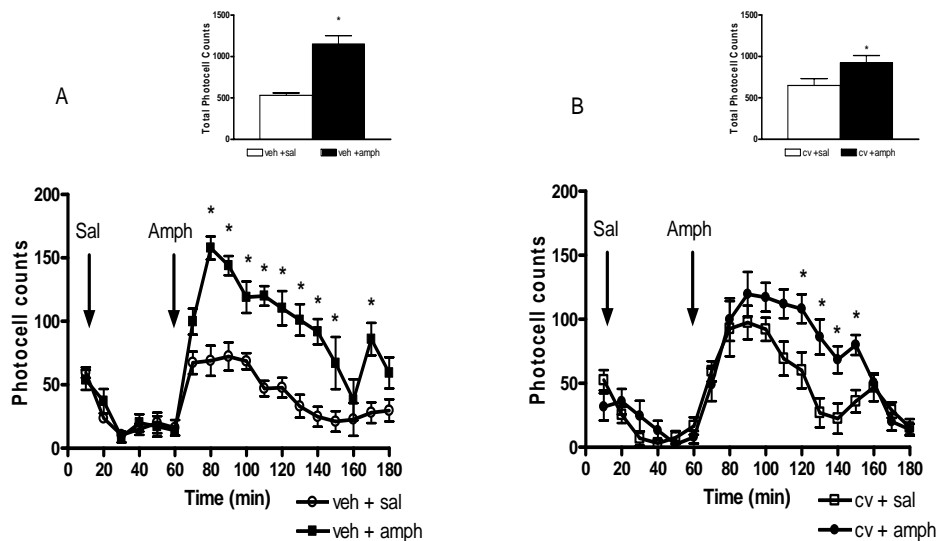 A
Total Photocell Counts
1500
*
1000
500
0
veh +sal veh +amph
Photocell counts
200
150
100
50
0
Sal Amph
* * * * * * * * *
0 20 40 60 80 100 120 140 160 180
Time (min)
veh + sal
veh + amph
B
Total Photocell Counts
1500
1000
*
500
0
cv +sal cv +amph
Photocell counts
200
150
100
50
0
Sal Amph
* * * *
0 20 40 60 80 100 120 140 160 180
Time (min)
cv + sal
cv + amph